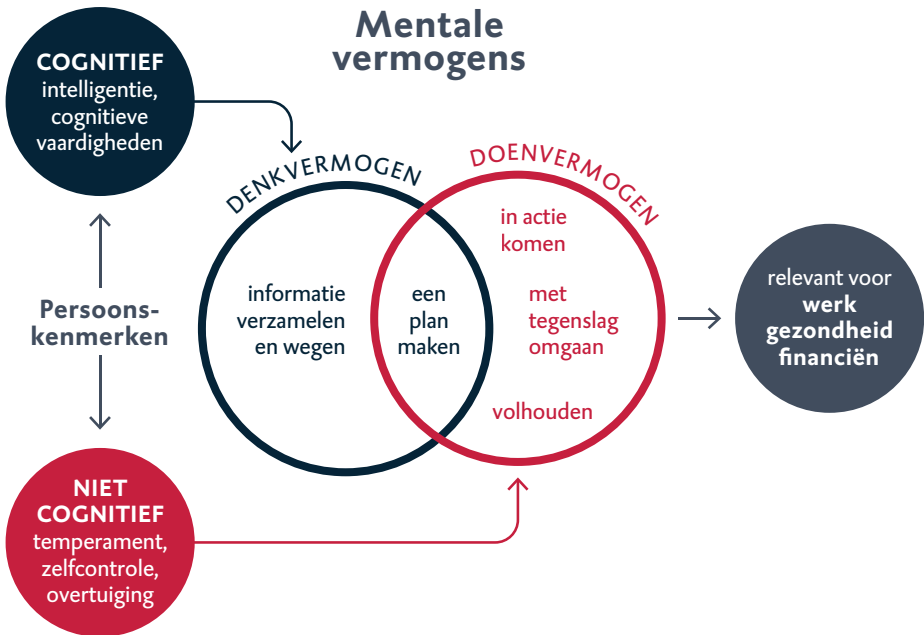 Mentale
vermogens
COGNITIEF
intelligentie,
cognitieve
vaardigheden
Persoons-
kenmerken
NIET
COGNITIEF
temperament,
zelfcontrole,
overtuiging
DENKVERMOGEN
informatie
verzamelen
en wegen
een
plan
maken
DOENVERMOGEN
in actie
komen
met
tegenslag
omgaan
volhouden
relevant voor
werk
gezondheid
financiën